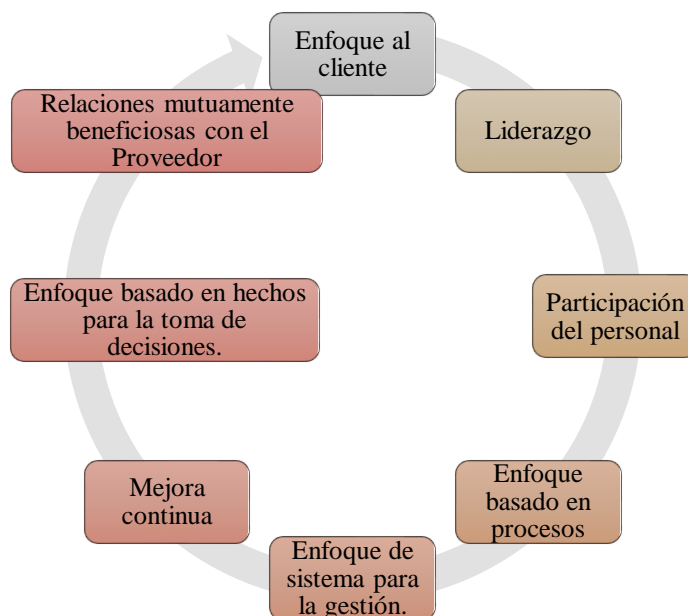 Enfoque al
cliente
Liderazgo
Participación
del personal
Enfoque
basado en
procesos
Enfoque de
sistema para
la gestión.
Mejora
continua
Enfoque basado en hechos
para la toma de
decisiones.
Relaciones mutuamente
beneficiosas con el
Proveedor